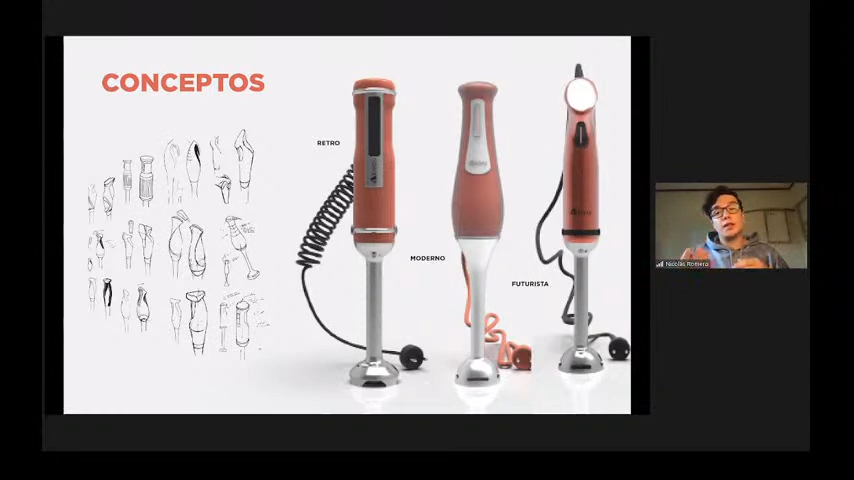 CONCEPTOS
RETRO
MODERNO
FUTURISTA
Nicolás Romero